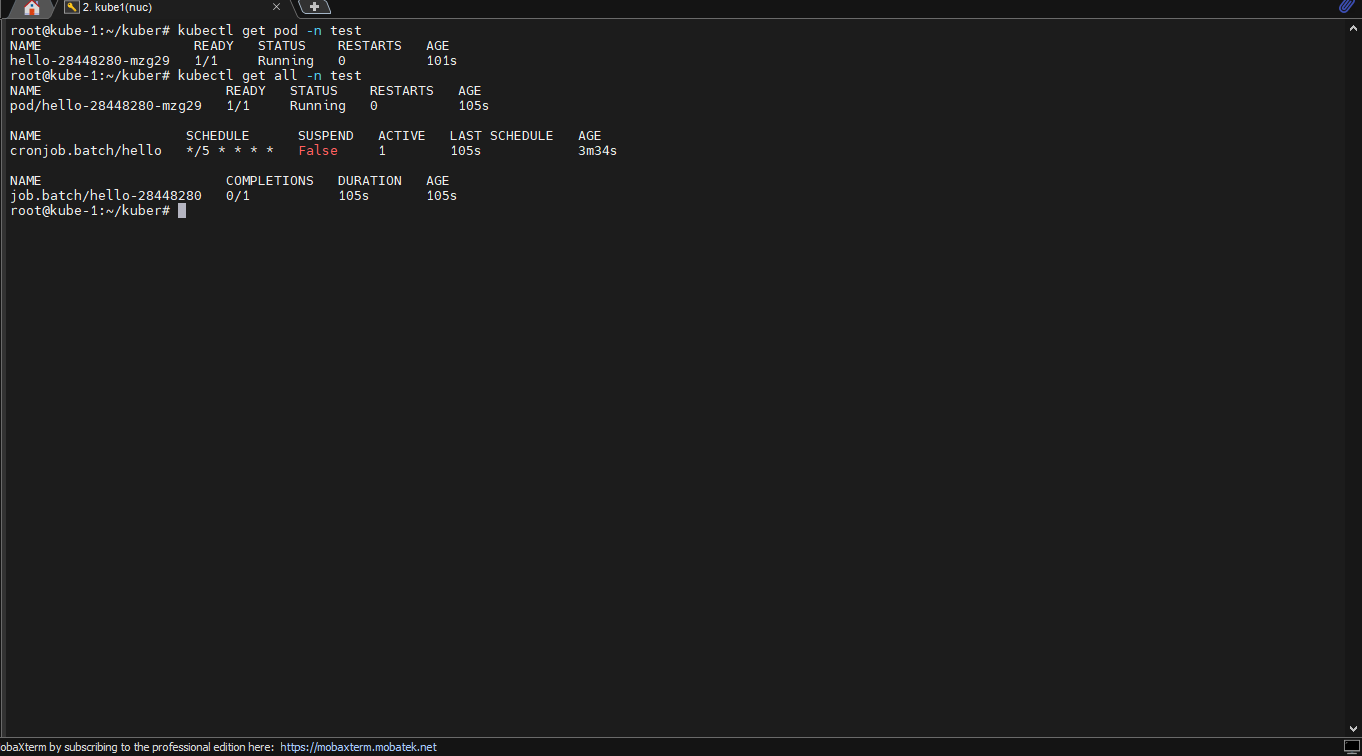 2. kube1(nuc)
root@kube-1:~/kuber# kubectl get pod -n test
NAME READY STATUS RESTARTS AGE
hello-28448280-mzg29 1/1 Running 0 101s
root@kube-1:~/kuber# kubectl get all -n test
NAME READY STATUS RESTARTS AGE
pod/hello-28448280-mzg29 1/1 Running 0 105s
NAME SCHEDULE SUSPEND ACTIVE LAST SCHEDULE AGE
cronjob.batch/hello */5 * * * * False 1 105s 3m34s
NAME COMPLETIONS DURATION AGE
job.batch/hello-28448280 0/1 105s 105s
root@kube-1:~/kuber#
obaXterm by subscribing to the professional edition here: https://mobaxterm.mobatek.net